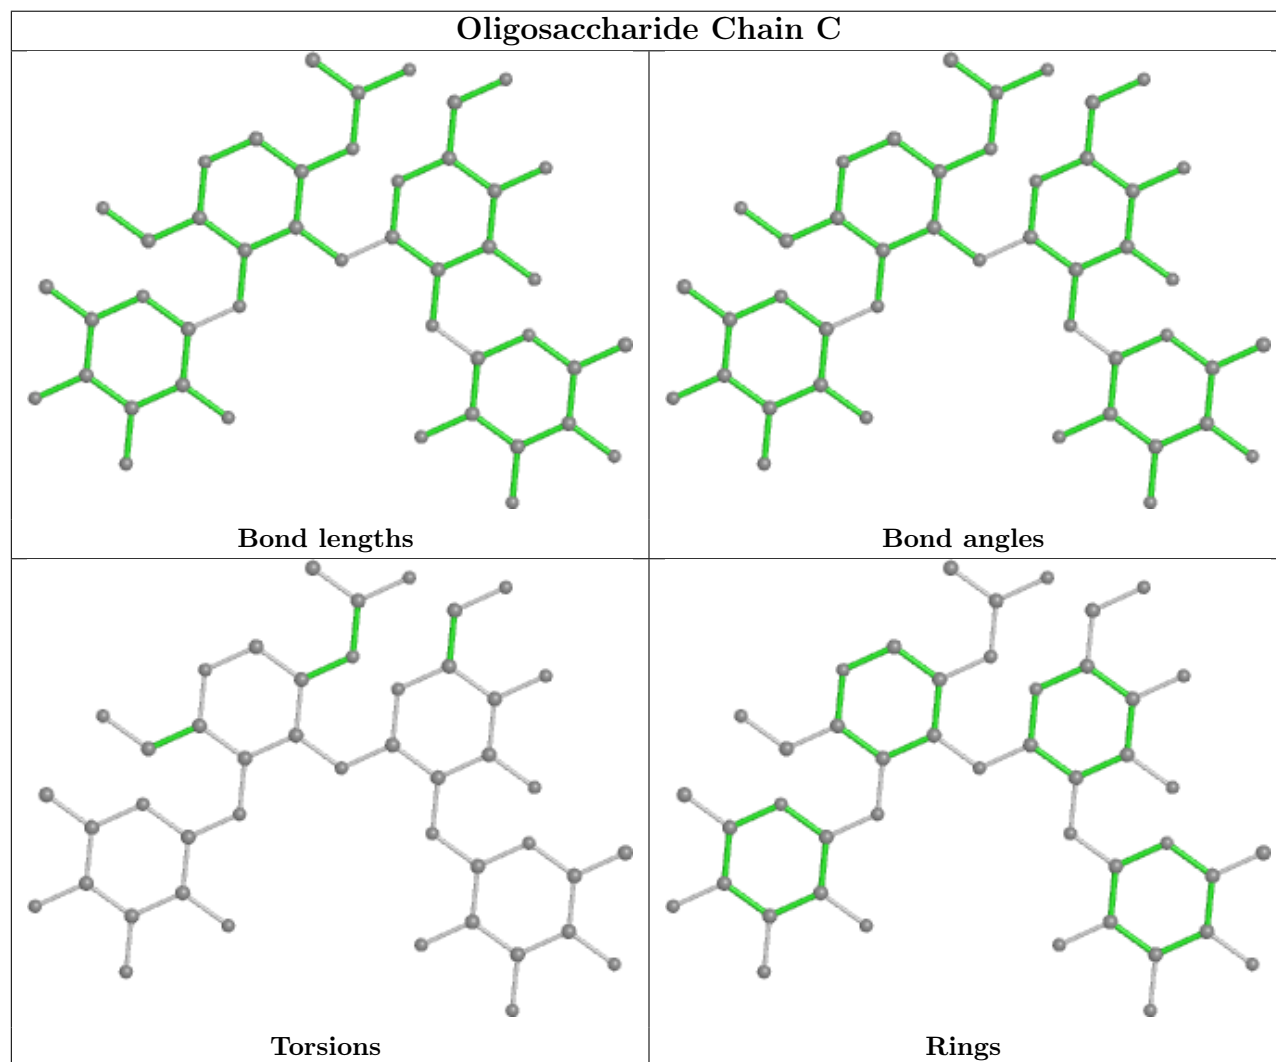 Oligosaccharide Chain C
Bond lengths
Bond angles
Torsions
Rings